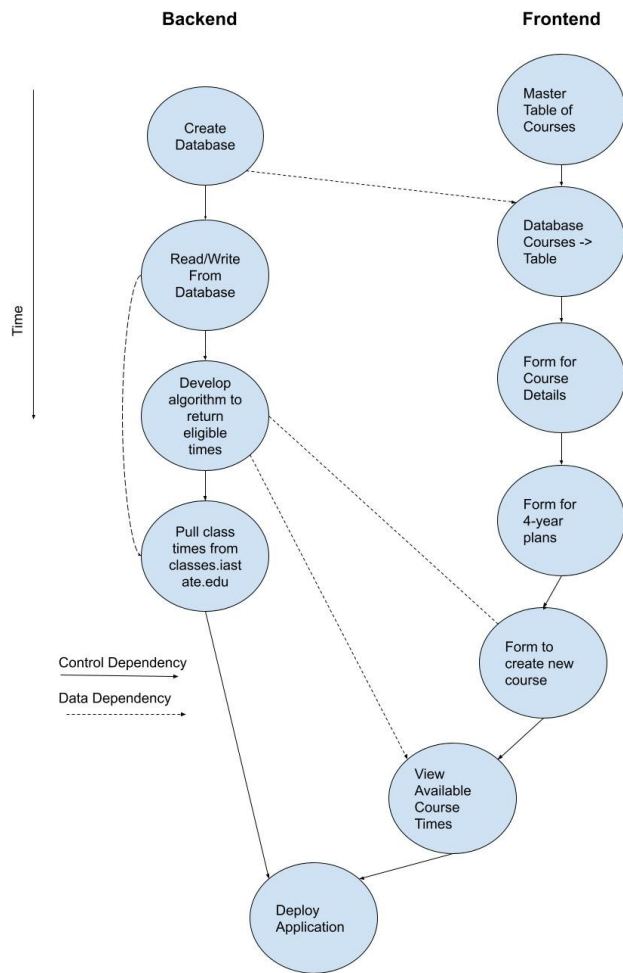 Backend
Frontend
Time
Create
Database
Master
Table of
Courses
Read/Write
From
Database
Database
Courses ->
Table
Develop
algorithm to
return
eligible
times
Form for
Course
Details
Pull class
times from
classes.iast
ate.edu
Form for
4-year
plans
Control Dependency
Data Dependency
Form to
create new
course
View
Available
Course
Times
Deploy
Application